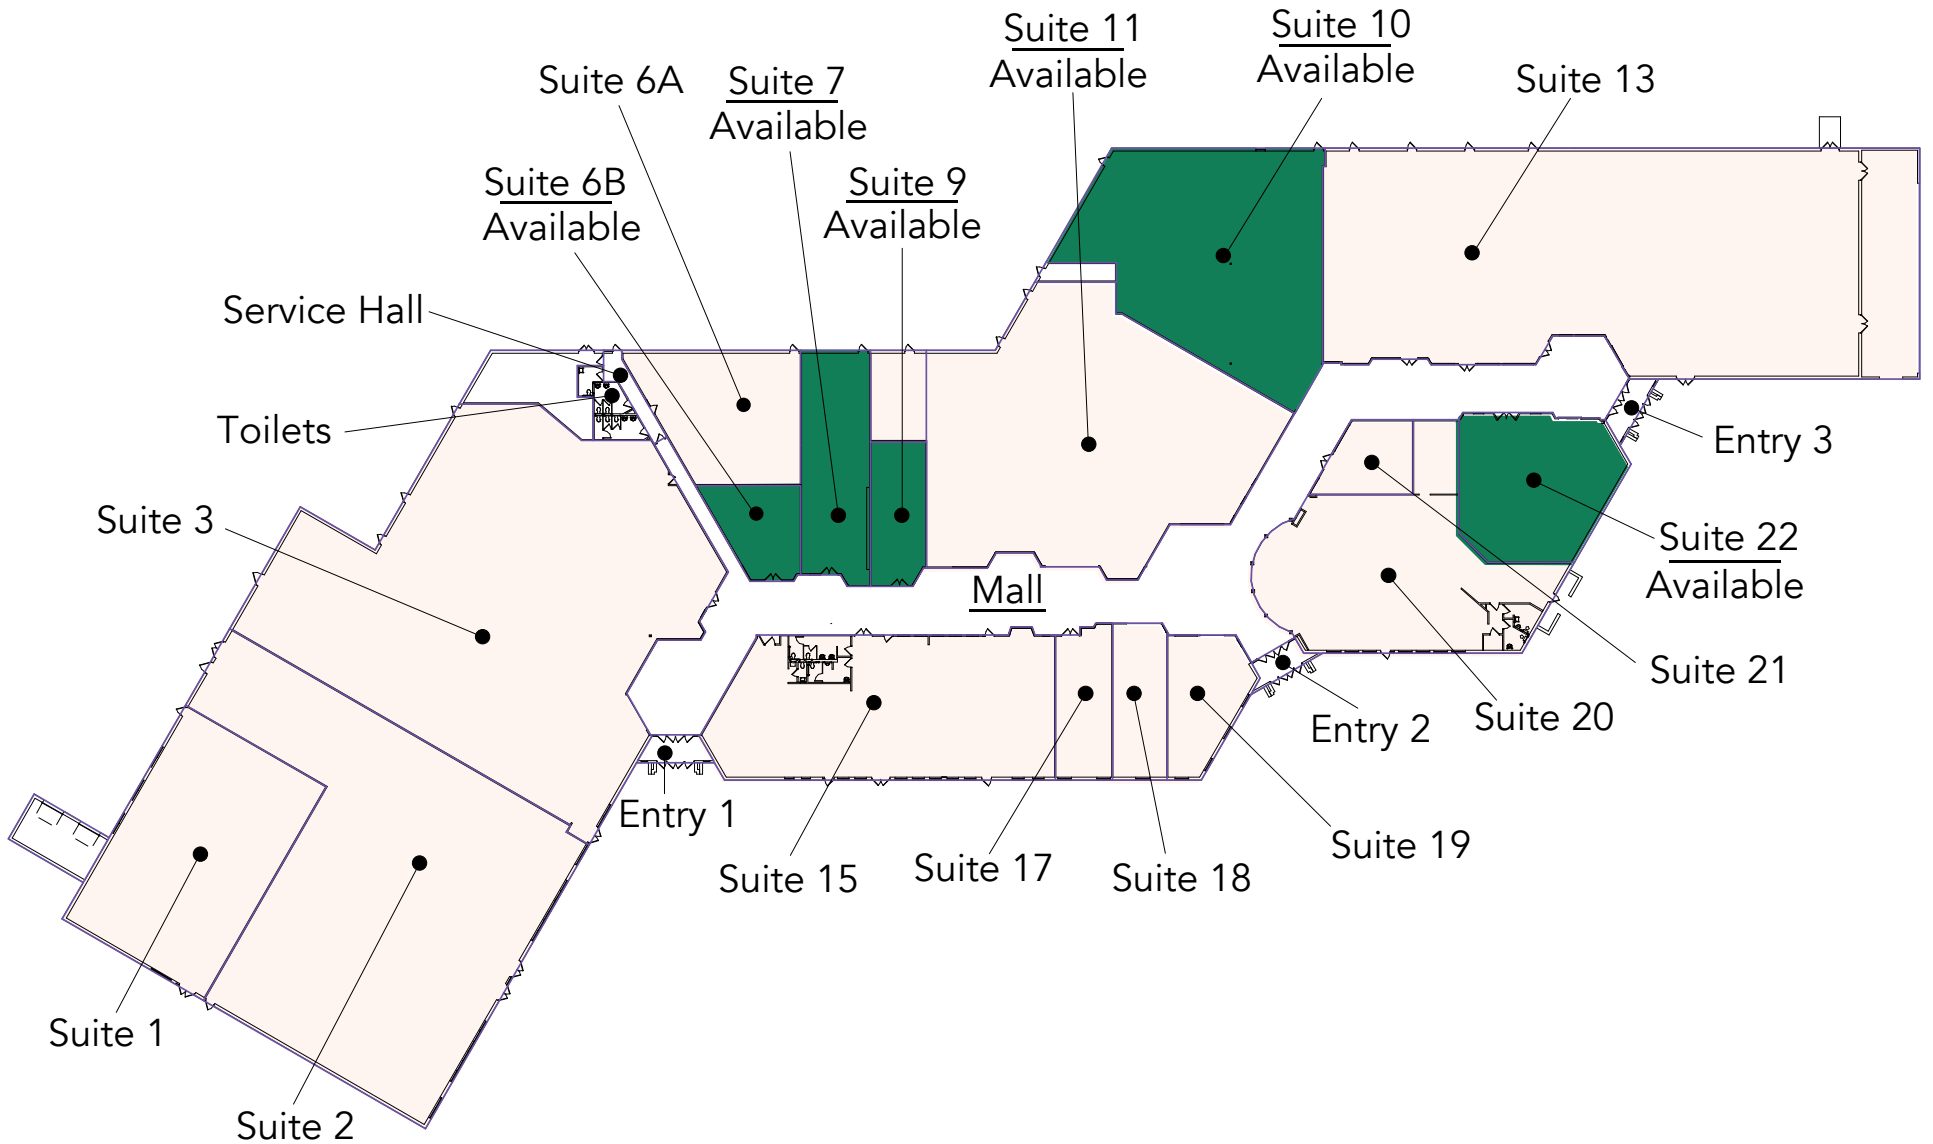 Suite 11
Available
Suite 10
Available
Suite 6A
Suite 7
Available
Suite 13
Suite 6B
Available
Suite 9
Available
Service Hall
Toilets
Entry 3
Suite 3
Suite 22
Available
Mall
Suite 21
Suite 20
Entry 2
Entry 1
Suite 15
Suite 17
Suite 18
Suite 19
Suite 1
Suite 2